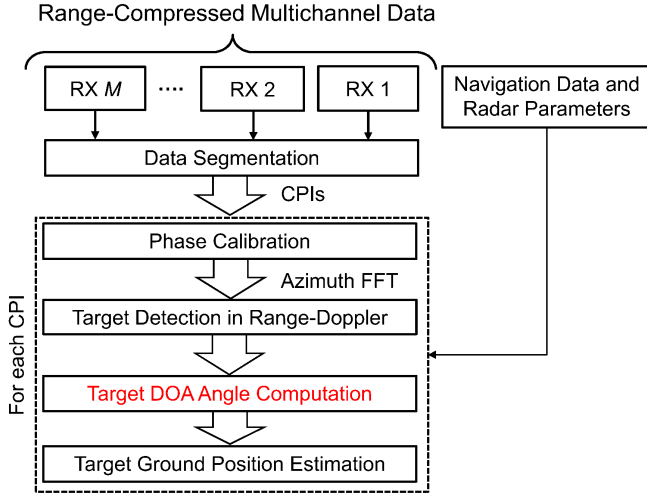 Range-Compressed Multichannel Data
RX M
....
RX 2
RX 1
Navigation Data and
Radar Parameters
Data Segmentation
CPIs
For each CPI
Phase Calibration
Azimuth FFT
Target Detection in Range-Doppler
Target DOA Angle Computation
Target Ground Position Estimation